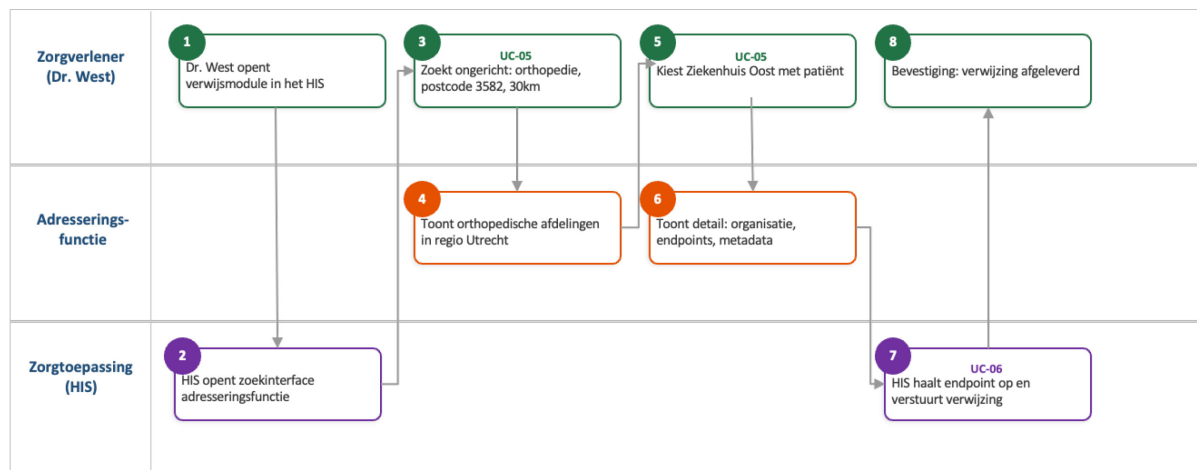 Zorgverlener
(Dr. West)
1
Dr. West opent
verwijsmodule in het HIS
3
UC-05
Zoekt ongericht: orthopedie,
postcode 3582, 30km
5
UC-05
Kiest Ziekenhuis Oost met patiënt
8
Bevestiging: verwijzing afgeleverd
Adresserings-
functie
4
Toont orthopedische afdelingen
in regio Utrecht
6
Toont detail: organisatie,
endpoints, metadata
Zorgtoepassing
(HIS)
2
HIS opent zoekinterface
adresseringsfunctie
7
UC-06
HIS haalt endpoint op en
verstuurt verwijzing